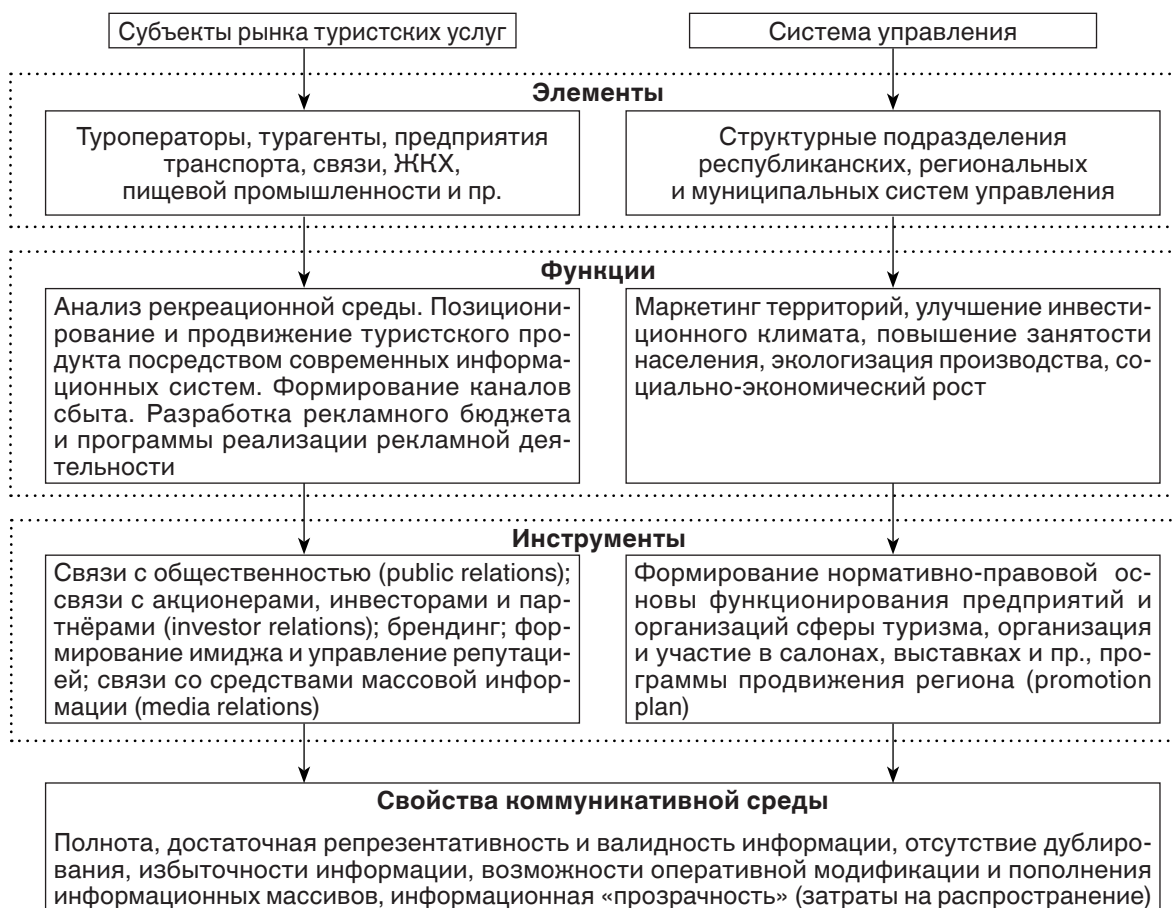 Субъекты рынка туристских услуг
Система управления
Элементы
Туроператоры, турагенты, предприятия
транспорта, связи, ЖКХ,
пищевой промышленности и пр.
Структурные подразделения
республиканских, региональных
и муниципальных систем управления
Функции
Анализ рекреационной среды. Позициони-
рование и продвижение туристского про-
дукта посредством современных информа-
ционных систем. Формирование каналов
сбыта. Разработка рекламного бюджета
и программы реализации рекламной дея-
тельности
Маркетинг территорий, улучшение инвести-
ционного климата, повышение занятости
населения, экологизация производства, со-
циально-экономический рост
Инструменты
Связи с общественностью (public relations);
связи с акционерами, инвесторами и пар-
тнёрами (investor relations); брендинг; фор-
мирование имиджа и управление репутаци-
ей; связи со средствами массовой инфор-
мации (media relations)
Формирование нормативно-правовой ос-
новы функционирования предприятий и
организаций сферы туризма, организация
и участие в салонах, выставках и пр., про-
граммы продвижения региона (promotion
plan)
Свойства коммуникативной среды
Полнота, достаточная репрезентативность и валидность информации, отсутствие дублиро-
вания, избыточности информации, возможности оперативной модификации и пополнения
информационных массивов, информационная «прозрачность» (затраты на распространение)